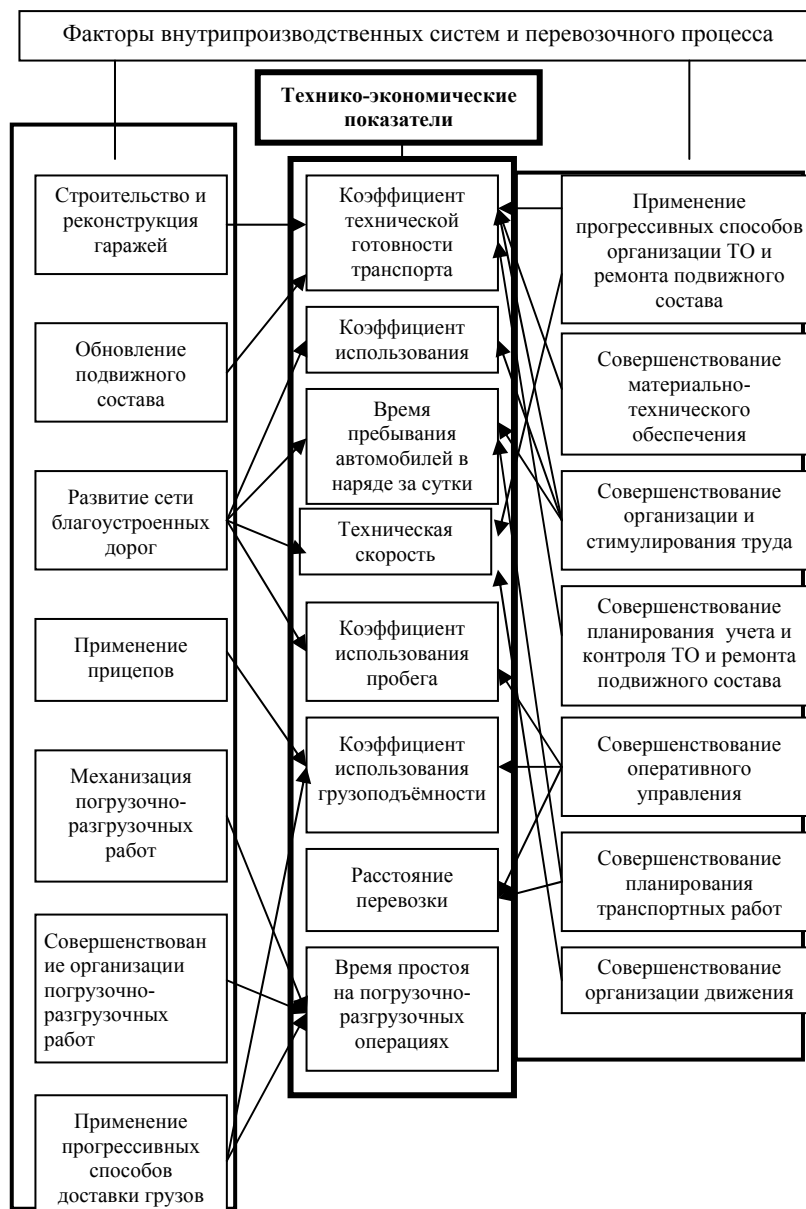 Факторы внутрипроизводственных систем и перевозочного процесса
Технико-экономические
показатели
Строительство и
реконструкция
гаражей
Обновление
подвижного
состава
Развитие сети
благоустроенных
дорог
Применение
прицепов
Механизация
погрузочно-
разгрузочных
работ
Совершенствован
ие организации
погрузочно-
разгрузочных
работ
Применение
прогрессивных
способов
доставки грузов
Коэффициент
технической
готовности
транспорта
Коэффициент
использования
Время
пребывания
автомобилей в
наряде за сутки
Техническая
скорость
Коэффициент
использования
пробега
Коэффициент
использования
грузоподъёмности
Расстояние
перевозки
Время простоя
на погрузочно-
разгрузочных
операциях
Применение
прогрессивных способов
организации ТО и
ремонта подвижного
состава
Совершенствование
материально-
технического
обеспечения
Совершенствование
организации и
стимулирования труда
Совершенствование
планирования учета и
контроля ТО и ремонта
подвижного состава
Совершенствование
оперативного
управления
Совершенствование
планирования
транспортных работ
Совершенствование
организации движения